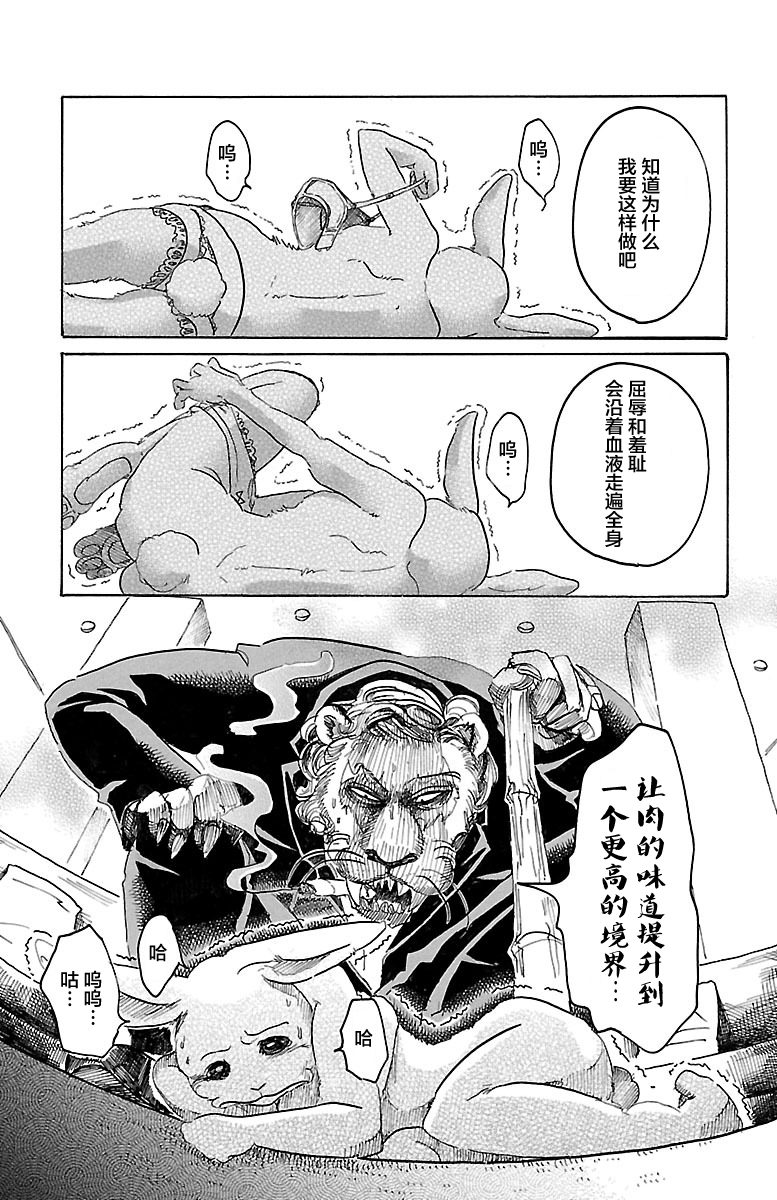 知道为什么
我要这样做吧
呜…
呜…
屈辱和羞耻
会沿着血液走遍全身
呜…
让肉的味道提升到
一个更高的境界…
哈
呜呜…
咕…
哈